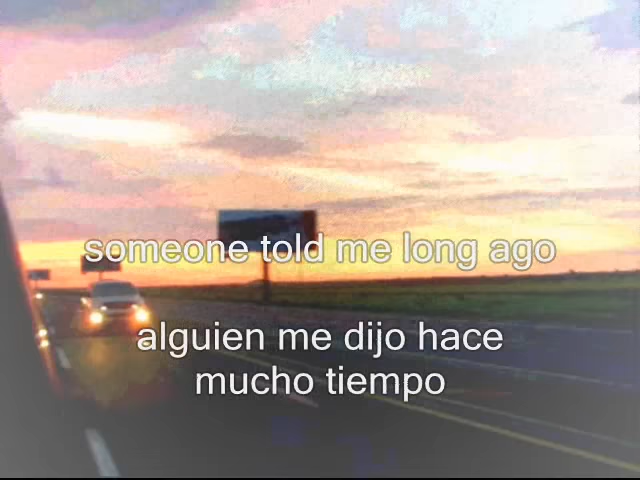 someone told me long ago
alguien me dijo hace
mucho tiempo